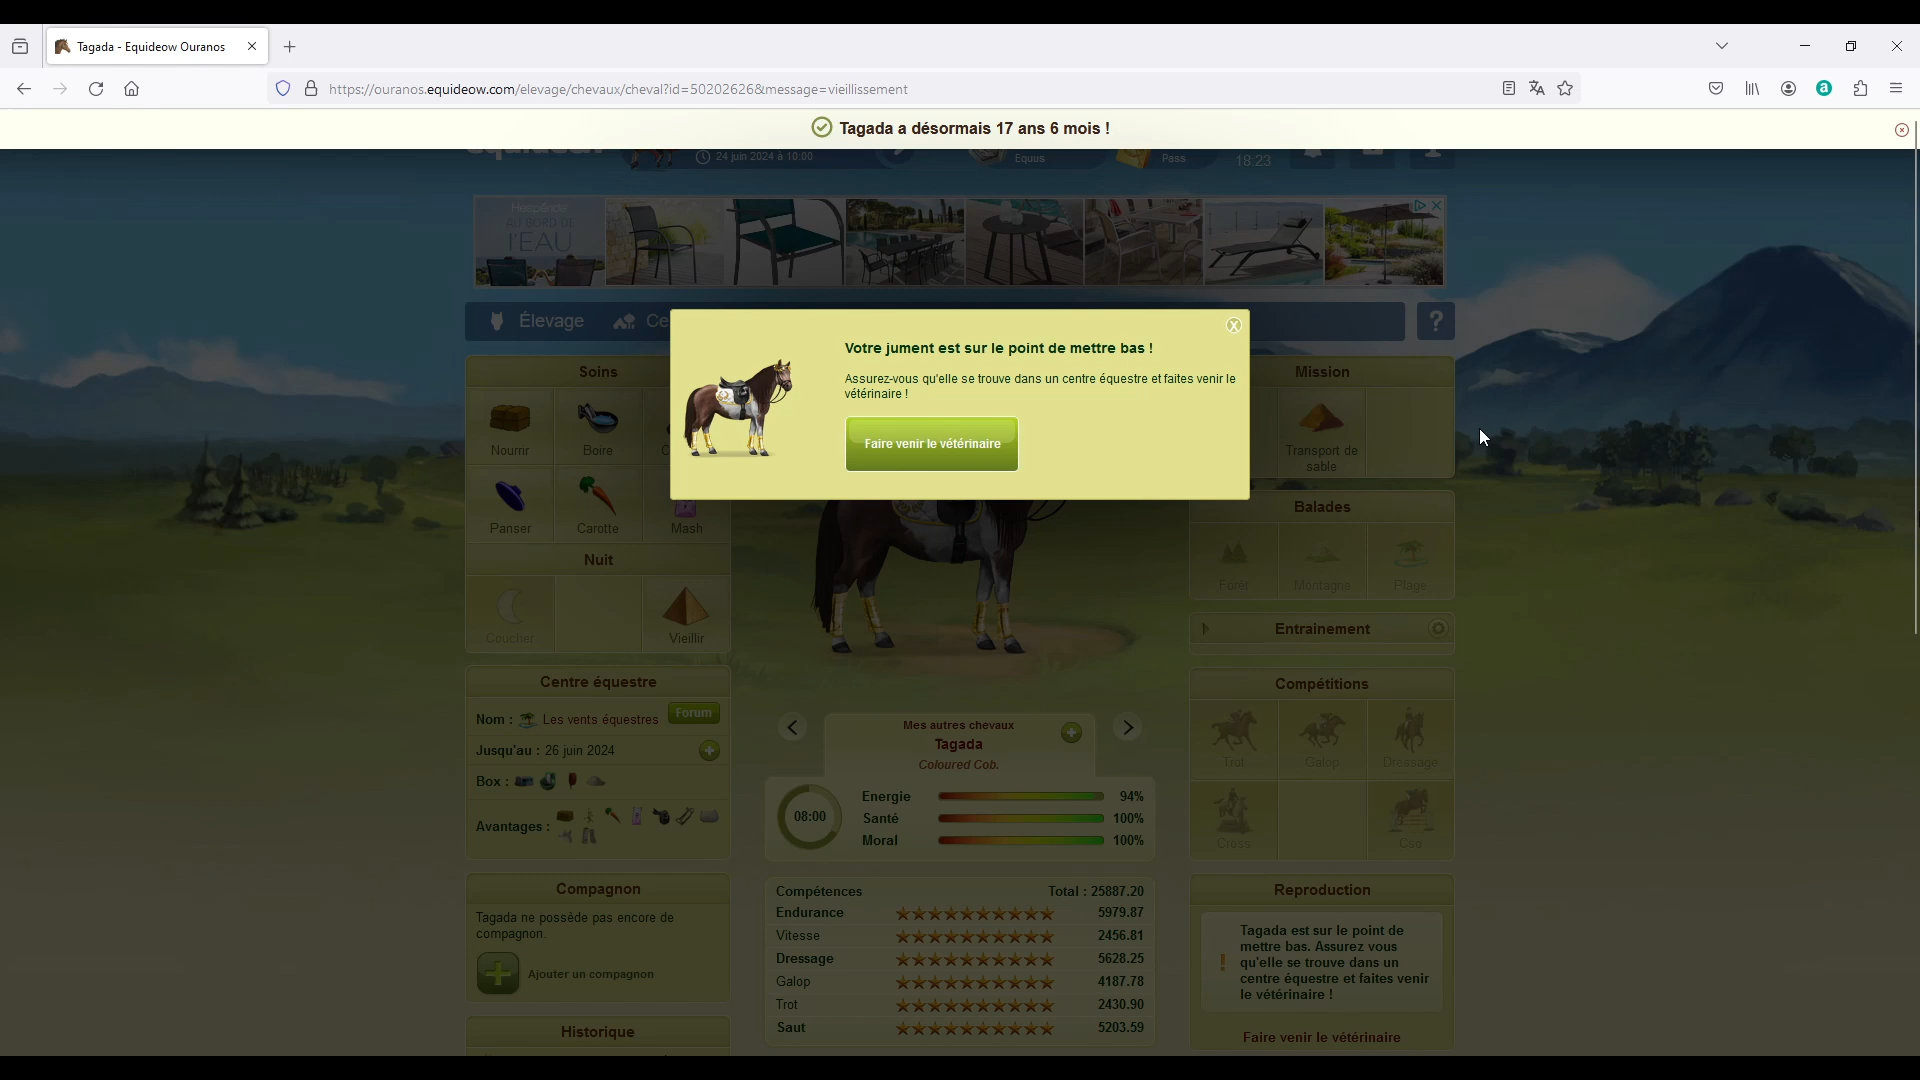 Tagada - Equideow Ouranos
https://ouranos.equideow.com/elevage/chevaux/cheval?id=50202626&message=vieillissement
Tagada a désormais 17 ans 6 mois !
24 juin 2024 à 10:00
Equus
Pass
18:23
Hespéride
AU BORD DE
l'EAU
Élevage
Ce
?
X
Votre jument est sur le point de mettre bas !
Assurez-vous qu'elle se trouve dans un centre équestre et faites venir le
vétérinaire !
Faire venir le vétérinaire
Soins
Nourrir
Boire
C
Panser
Carotte
Mash
Nuit
Coucher
Vieillir
Centre équestre
Nom : Les vents équestres
Forum
Jusqu'au : 26 juin 2024
Box :
Avantages :
Compagnon
Tagada ne possède pas encore de
compagnon.
Ajouter un compagnon
Historique
Mes autres chevaux
Tagada
Coloured Cob.
08:00
Energie 94%
Santé 100%
Moral 100%
Compétences Total : 25887.20
Endurance 5979.87
Vitesse 2456.81
Dressage 5628.25
Galop 4187.78
Trot 2430.90
Saut 5203.59
Mission
Transport de
sable
Balades
Forêt
Montagne
Plage
Entrainement
Compétitions
Trot
Galop
Dressage
Cross
Cso
Reproduction
Tagada est sur le point de
mettre bas. Assurez vous
qu'elle se trouve dans un
centre équestre et faites venir
le vétérinaire !
Faire venir le vétérinaire